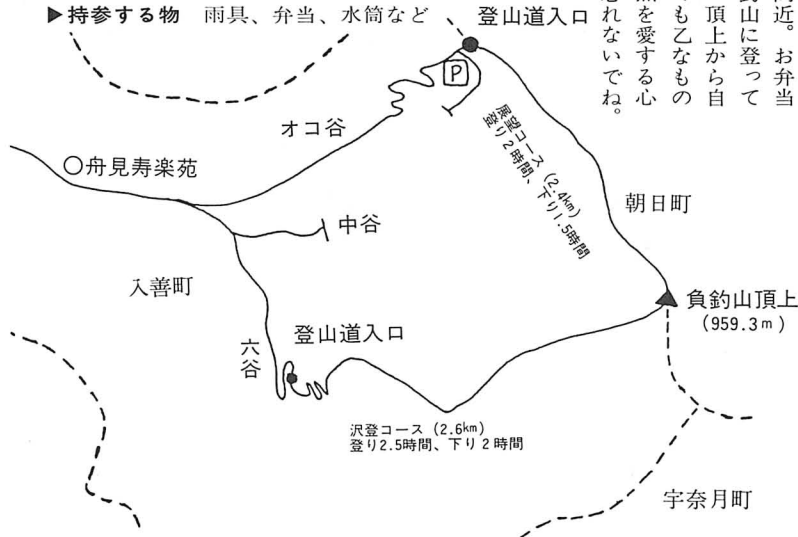 間近。お弁当
釣山に登って
頂上から自
も乙なもの
然を愛する心
忘れないでね。
▶持参する物 雨具、弁当、水筒など
登山道入口
P
オコ谷
展望コース（2.4km）
登り2時間、下り1.5時間
○舟見寿楽苑
朝日町
中谷
入善町
負釣山頂上
（959.3m）
登山道入口
六谷
沢登コース（2.6km）
登り2.5時間、下り2時間
宇奈月町